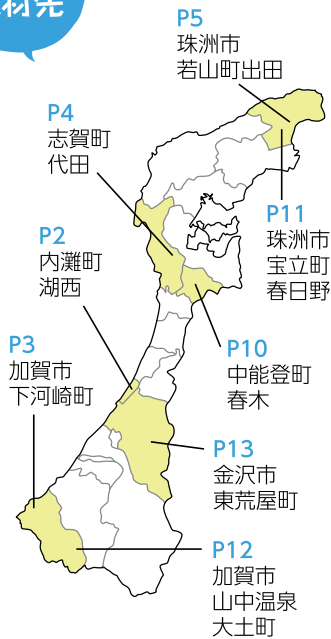 材先
P5
珠洲市
若山町出田
P4
志賀町
代田
P11
珠洲市
宝立町
春日野
P2
内灘町
湖西
P3
加賀市
下河崎町
P10
中能登町
春木
P13
金沢市
東荒屋町
P12
加賀市
山中温泉
大土町